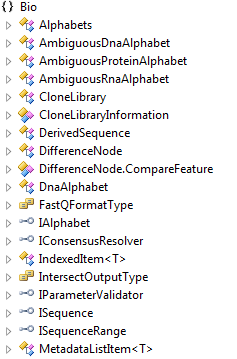 {} Bio
Alphabets
AmbiguousDnaAlphabet
AmbiguousProteinAlphabet
AmbiguousRnaAlphabet
CloneLibrary
CloneLibraryInformation
DerivedSequence
DifferenceNode
DifferenceNode.CompareFeature
DnaAlphabet
FastQFormatType
IAlphabet
IConsensusResolver
IndexedItem<T>
IntersectOutputType
IParameterValidator
ISequence
ISequenceRange
MetadataListItem<T>